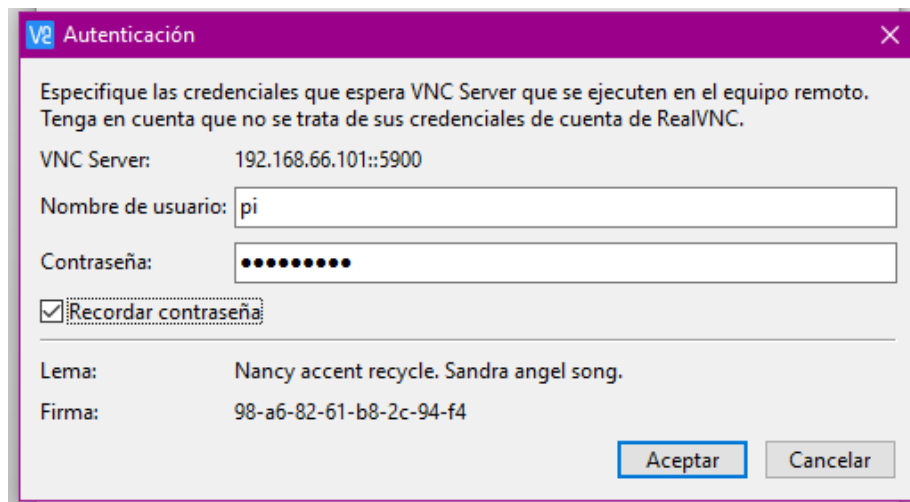 V2 Autenticación
Especifique las credenciales que espera VNC Server que se ejecuten en el equipo remoto.
Tenga en cuenta que no se trata de sus credenciales de cuenta de RealVNC.
VNC Server: 192.168.66.101::5900
Nombre de usuario: pi
Contraseña: •••••••••
Recordar contraseña
Lema: Nancy accent recycle. Sandra angel song.
Firma: 98-a6-82-61-b8-2c-94-f4
Aceptar Cancelar